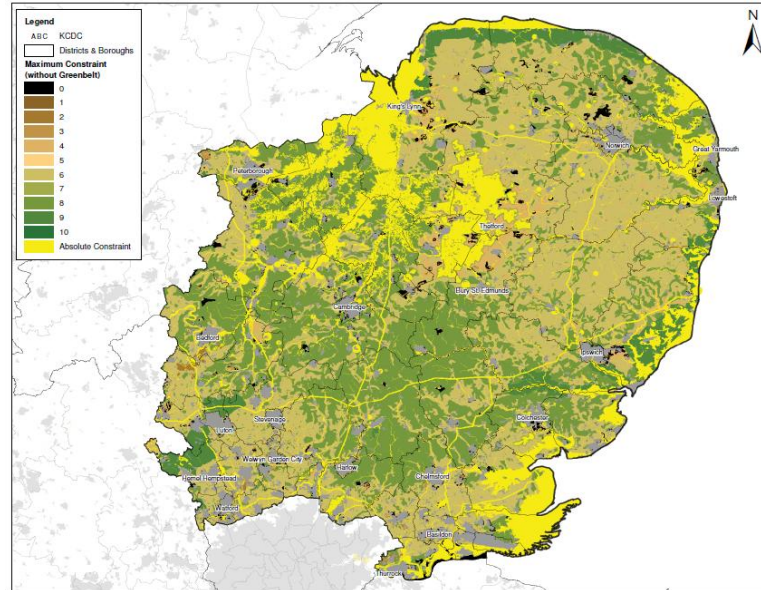 Legend
ABC KCDC
Districts & Boroughs
Maximum Constraint
(without Greenbelt)
0
1
2
3
4
5
6
7
8
9
10
Absolute Constraint
N
King's Lynn
Norwich
Great Yarmouth
Peterborough
Lowestoft
Thetford
Bury St. Edmunds
Cambridge
Bedford
Ipswich
Stevenage
Colchester
Luton
Welwyn Garden City
Harlow
Chelmsford
Hemel Hempstead
Watford
Basildon
Thurrock